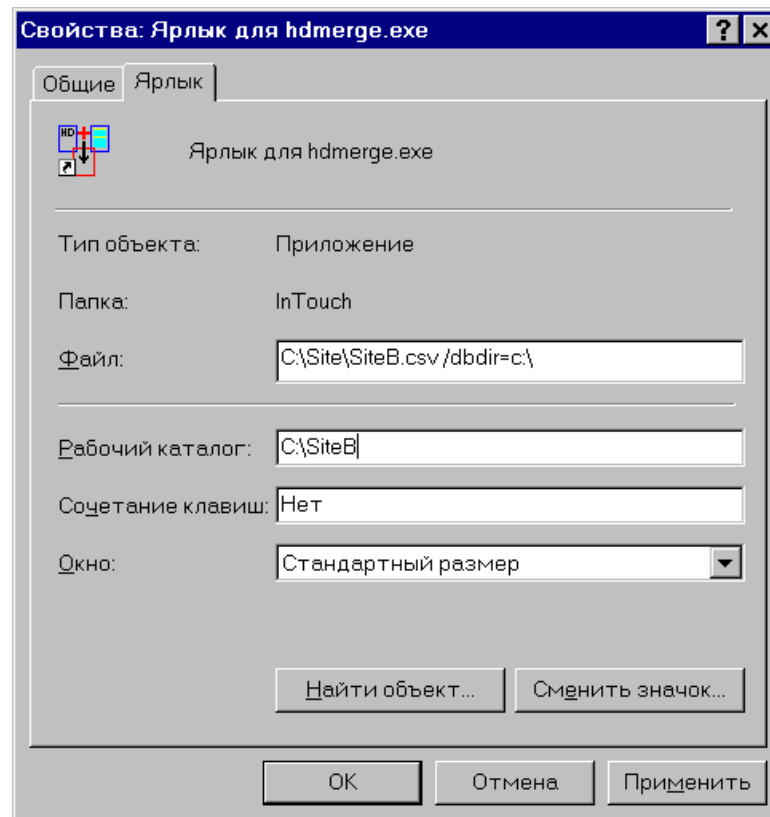 Свойства: Ярлык для hdmerge.exe
Общие Ярлык
HD
Ярлык для hdmerge.exe
Тип объекта: Приложение
Папка: InTouch
Файл: C:\Site\SiteB.csv /dbdir=c:\
Рабочий каталог: C:\SiteB
Сочетание клавиш: Нет
Окно: Стандартный размер
Найти объект... Сменить значок...
OK Отмена Применить